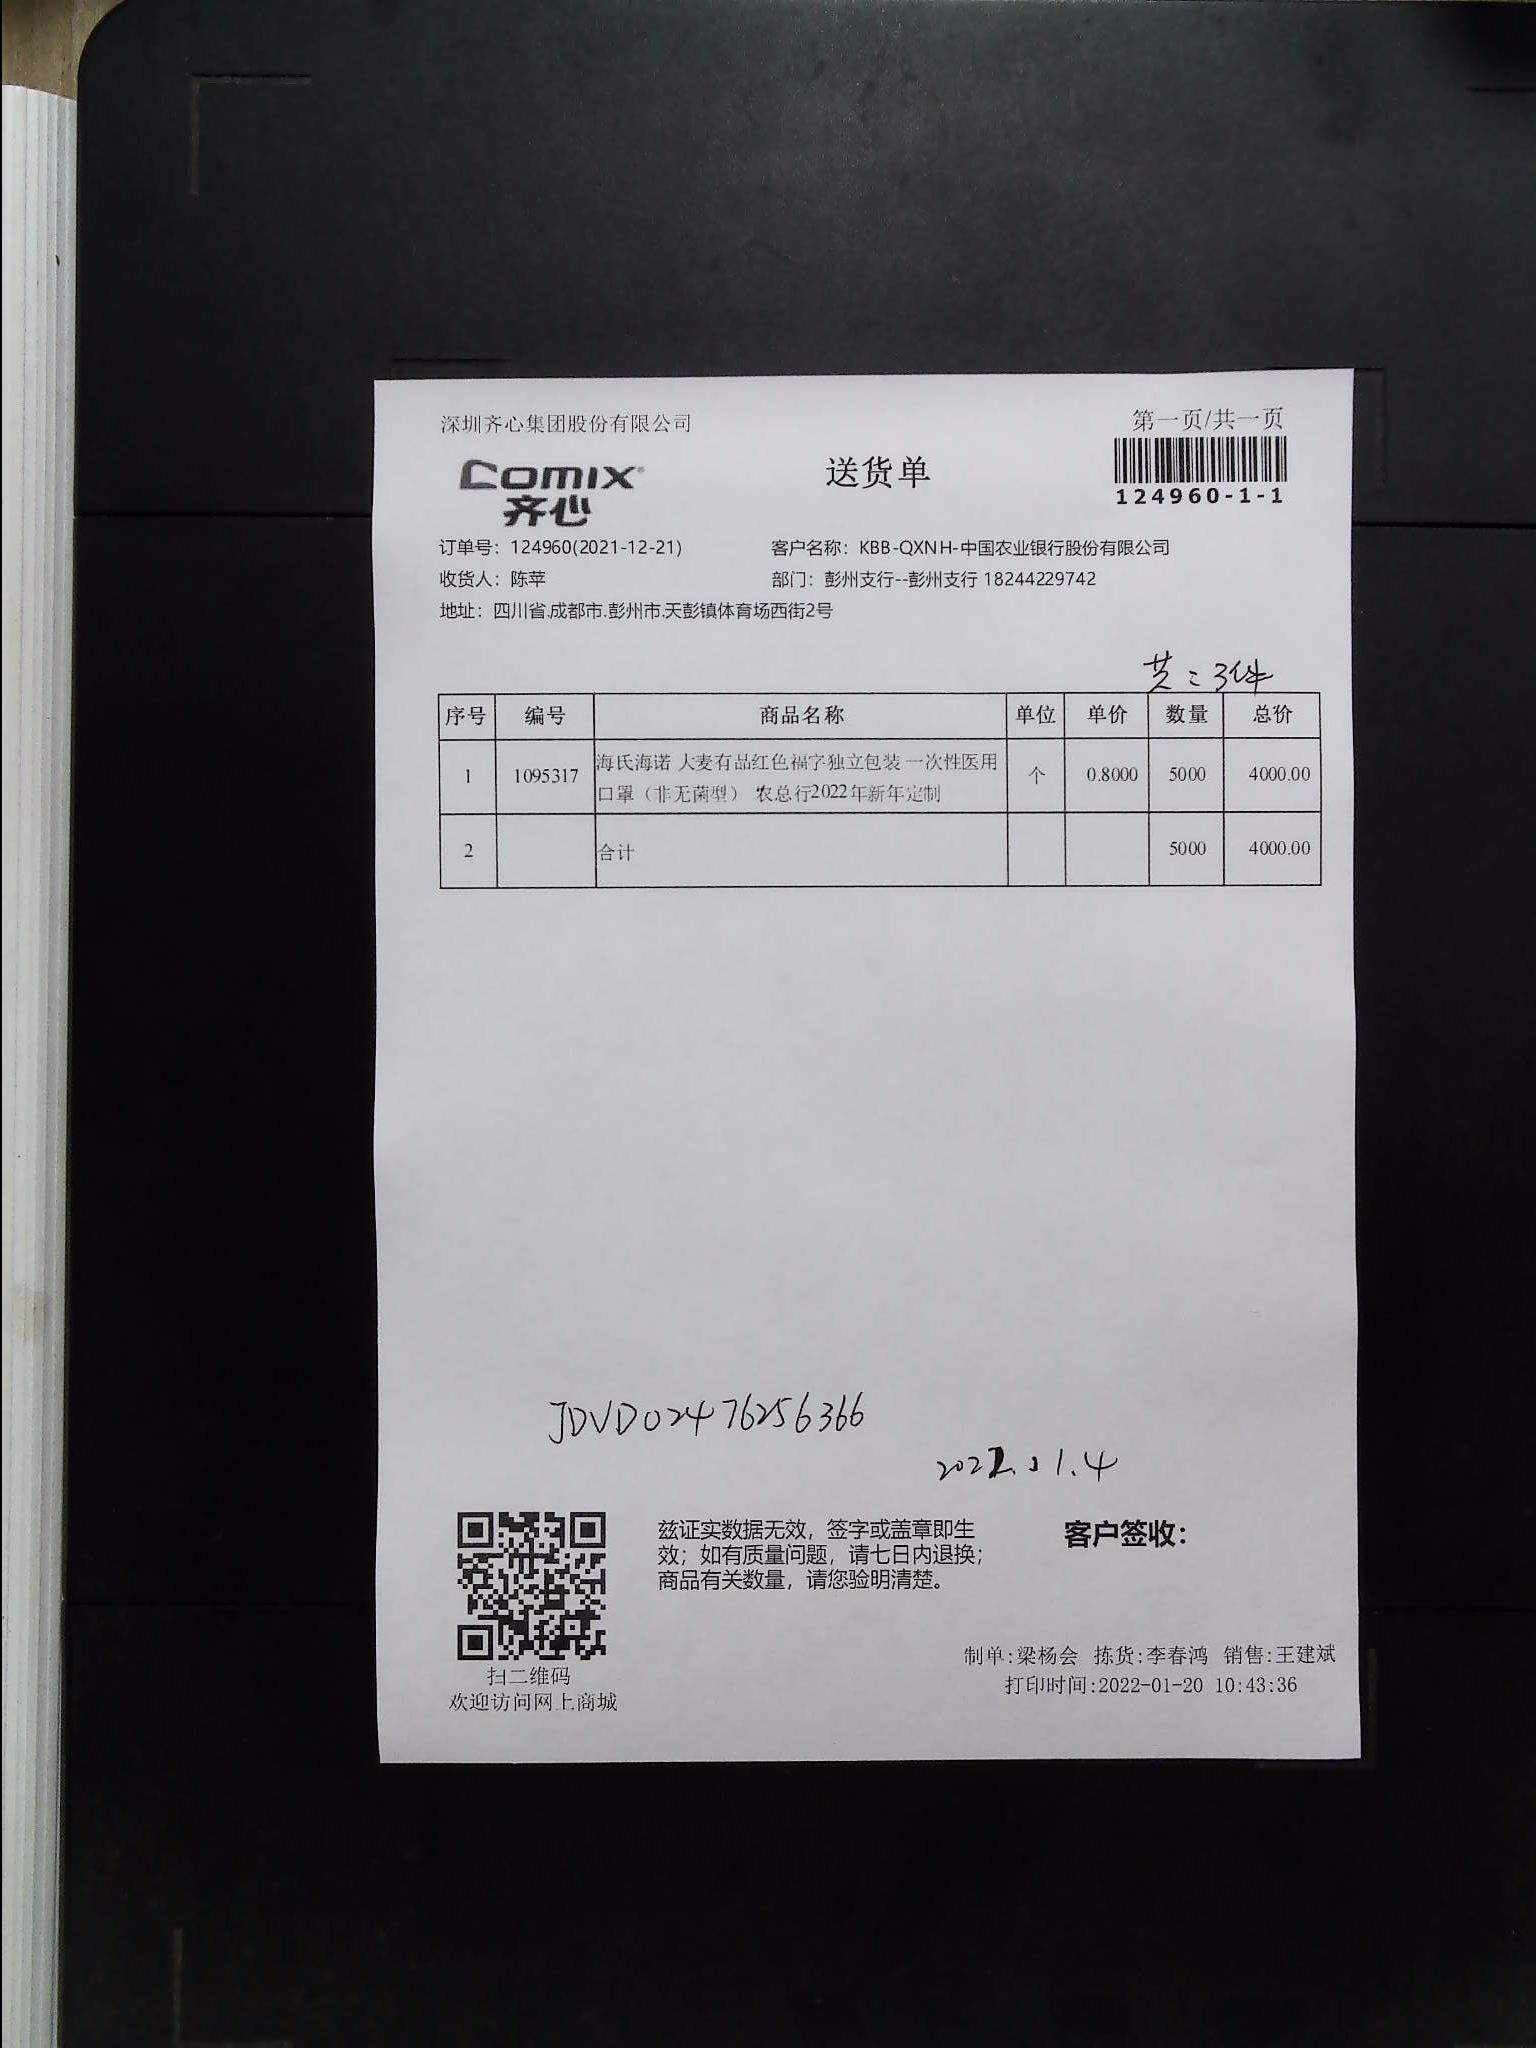 深圳齐心集团股份有限公司
第一页/共一页
comix®
齐心
送货单
124960-1-1
订单号：124960(2021-12-21)
客户名称：KBB-QXNH-中国农业银行股份有限公司
收货人：陈苹
部门：彭州支行--彭州支行 18244229742
地址：四川省.成都市.彭州市.天彭镇体育场西街2号
共：3件
序号 编号 商品名称 单位 单价 数量 总价
1 1095317 海氏海诺 大麦有品红色福字独立包装 一次性医用口罩（非无菌型） 农总行2022年新年定制 个 0.8000 5000 4000.00
2 合计 5000 4000.00
JDVD02476256366
2022.01.4
兹证实数据无效，签字或盖章即生
效；如有质量问题，请七日内退换；
商品有关数量，请您验明清楚。
客户签收：
扫二维码
欢迎访问网上商城
制单:梁杨会 拣货:李春鸿 销售:王建斌
打印时间:2022-01-20 10:43:36